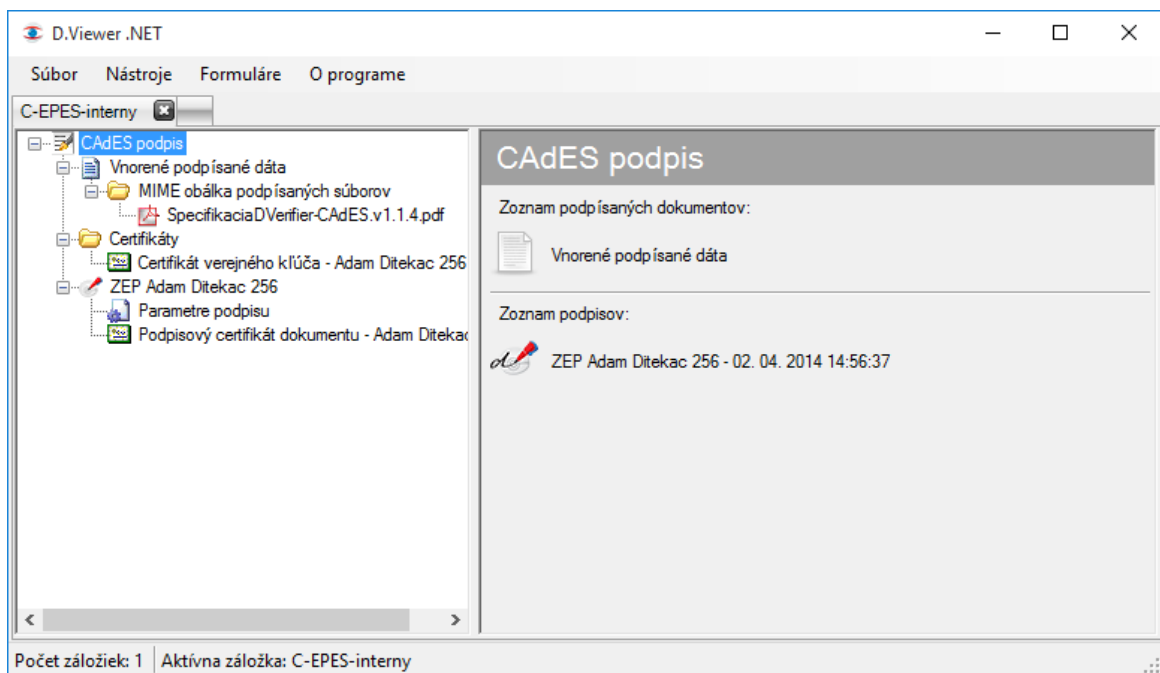 D.Viewer .NET
Súbor Nástroje Formuláre O programe
C-EPES-interny
CAdES podpis
Vnorené podpísané dáta
MIME obálka podpísaných súborov
SpecifikaciaDVerifier-CAdES.v1.1.4.pdf
Certifikáty
Certifikát verejného kľúča - Adam Ditekac 256
ZEP Adam Ditekac 256
Parametre podpisu
Podpisový certifikát dokumentu - Adam Ditekac
CAdES podpis
Zoznam podpísaných dokumentov:
Vnorené podpísané dáta
Zoznam podpisov:
ZEP Adam Ditekac 256 - 02. 04. 2014 14:56:37
Počet záložiek: 1 Aktívna záložka: C-EPES-interny